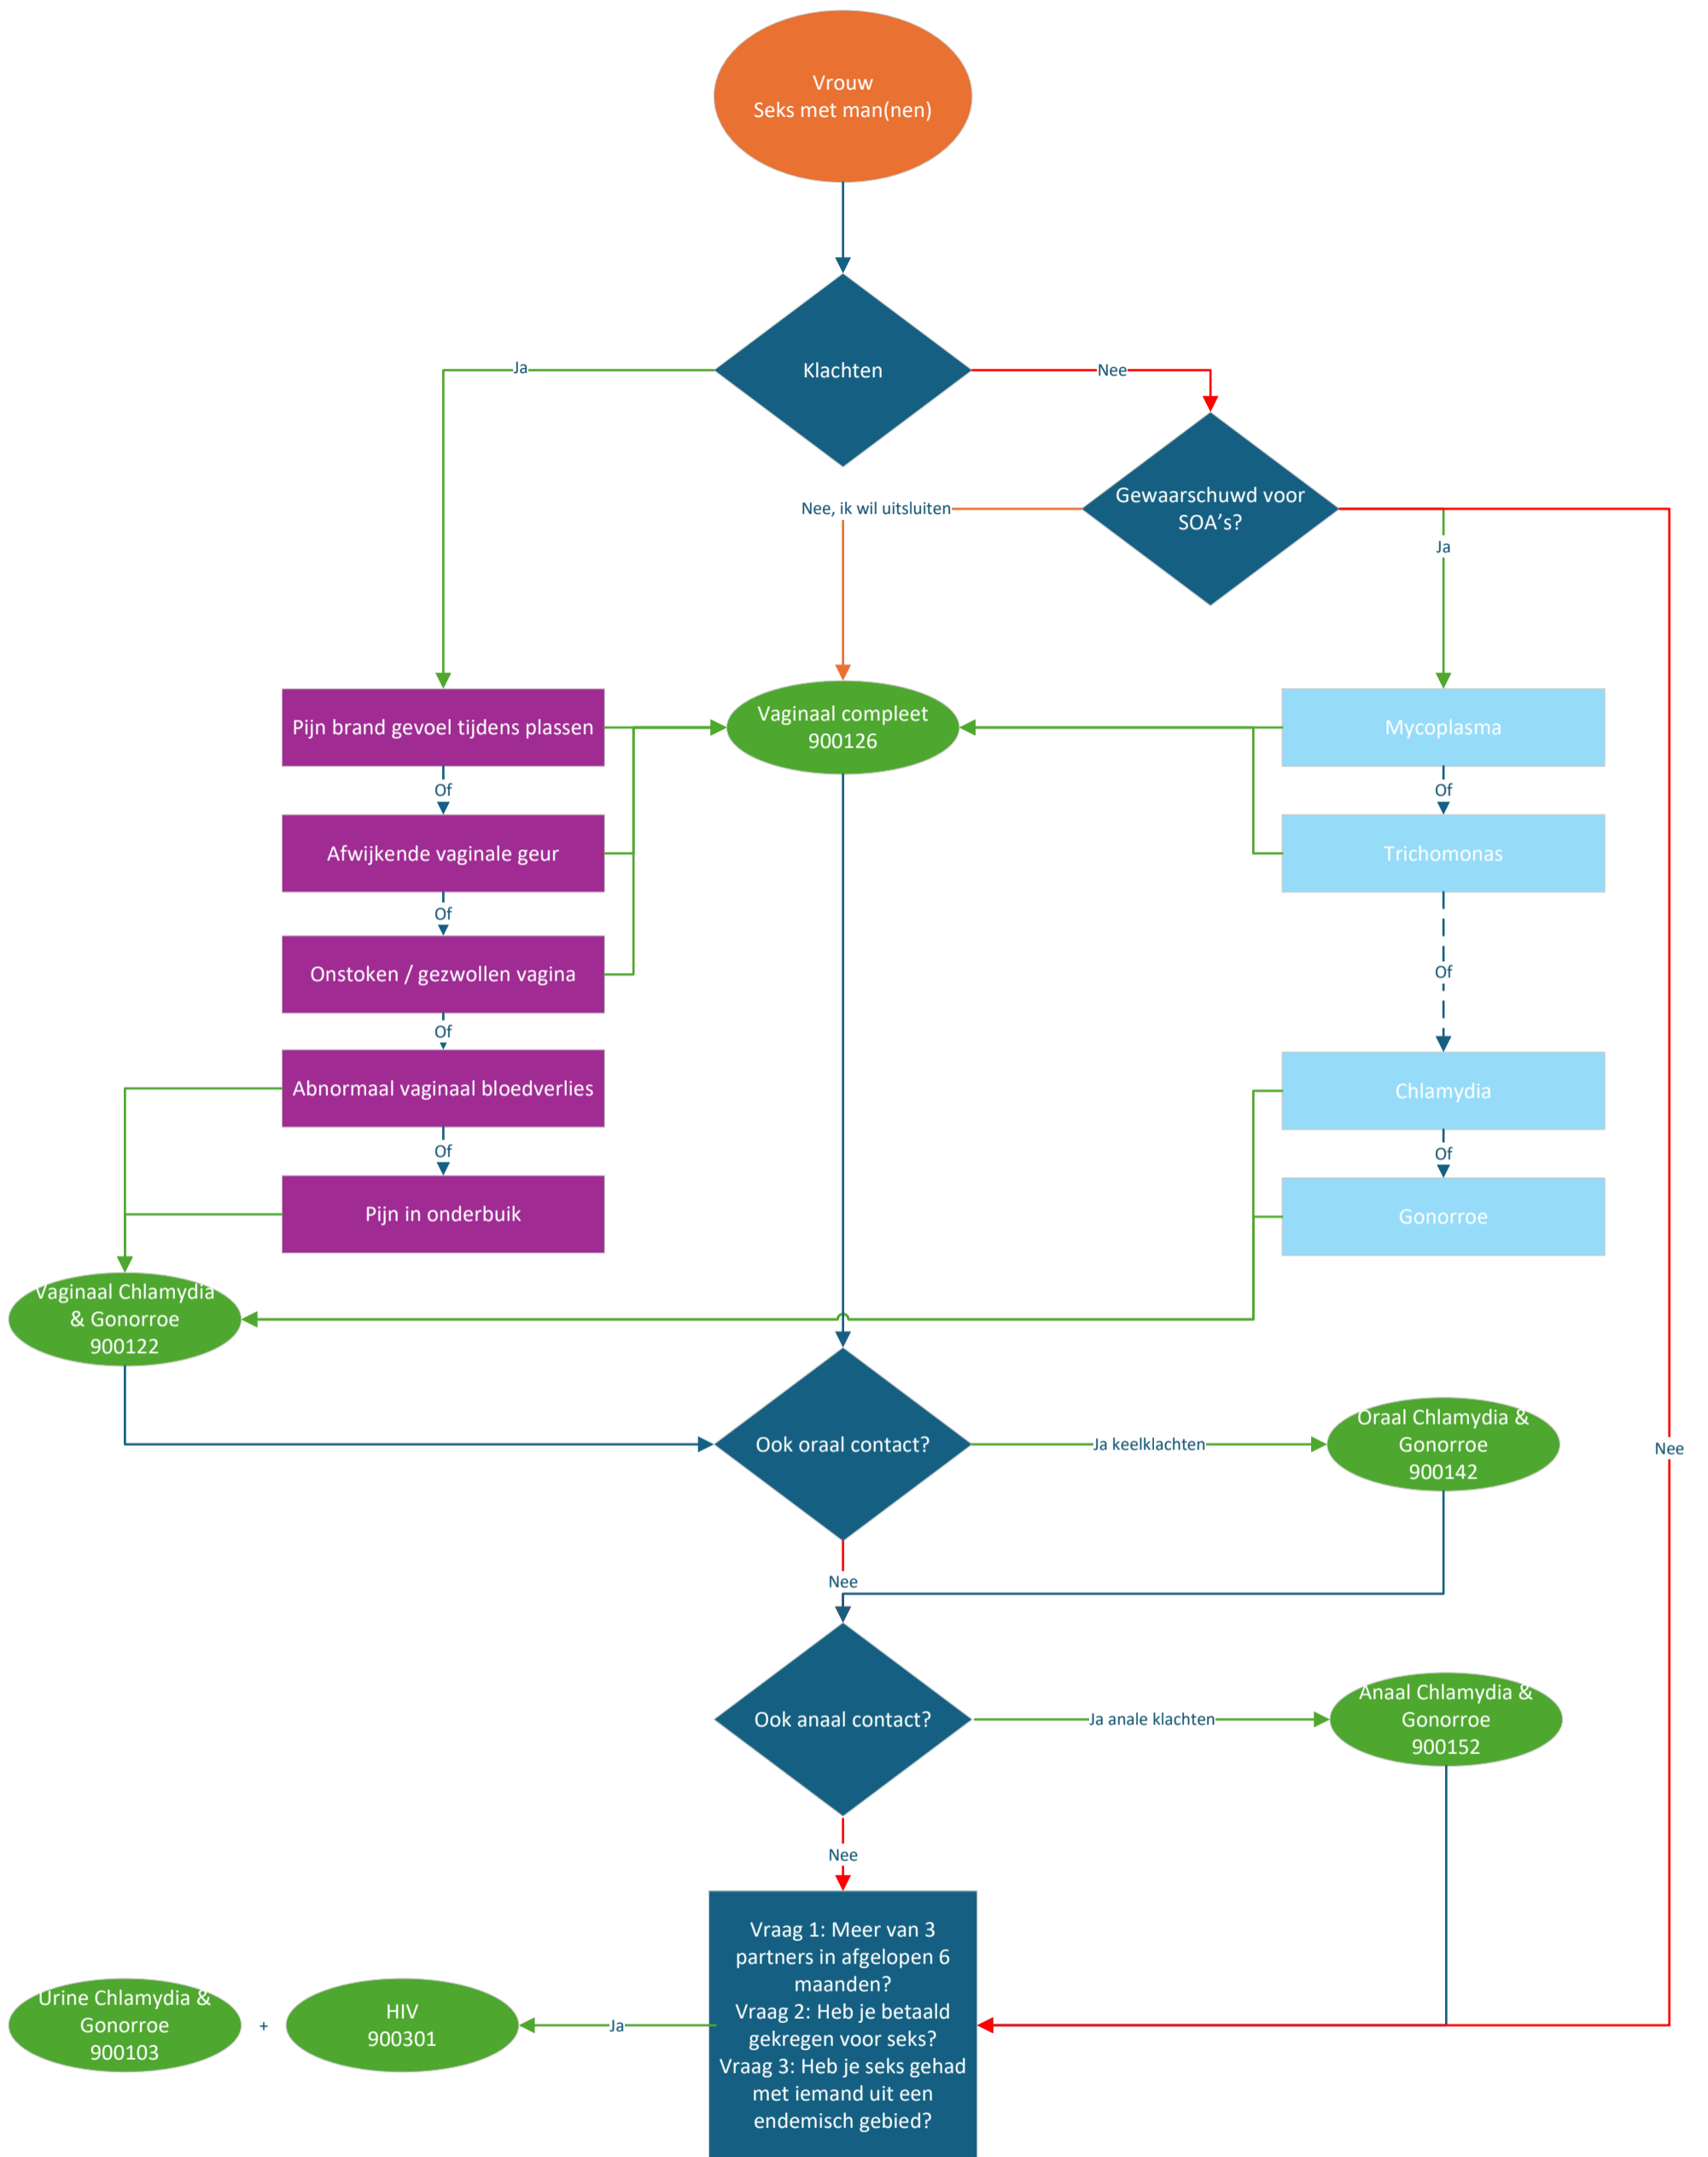 Vrouw
Seks met man(nen)
Klachten
Ja
Nee
Gewaarschuwd voor
SOA's?
Nee, ik wil uitsluiten
Ja
Pijn brand gevoel tijdens plassen
Vaginaal compleet
900126
Mycoplasma
Of
Of
Afwijkende vaginale geur
Trichomonas
Of
Onstoken / gezwollen vagina
Of
Of
Abnormaal vaginaal bloedverlies
Chlamydia
Of
Of
Pijn in onderbuik
Gonorroe
Vaginaal Chlamydia
& Gonorroe
900122
Ook oraal contact?
Ja keelklachten
Oraal Chlamydia &
Gonorroe
900142
Nee
Nee
Ook anaal contact?
Ja anale klachten
Anaal Chlamydia &
Gonorroe
900152
Nee
Vraag 1: Meer van 3
partners in afgelopen 6
maanden?
Vraag 2: Heb je betaald
gekregen voor seks?
Vraag 3: Heb je seks gehad
met iemand uit een
endemisch gebied?
Ja
HIV
900301
+
Urine Chlamydia &
Gonorroe
900103